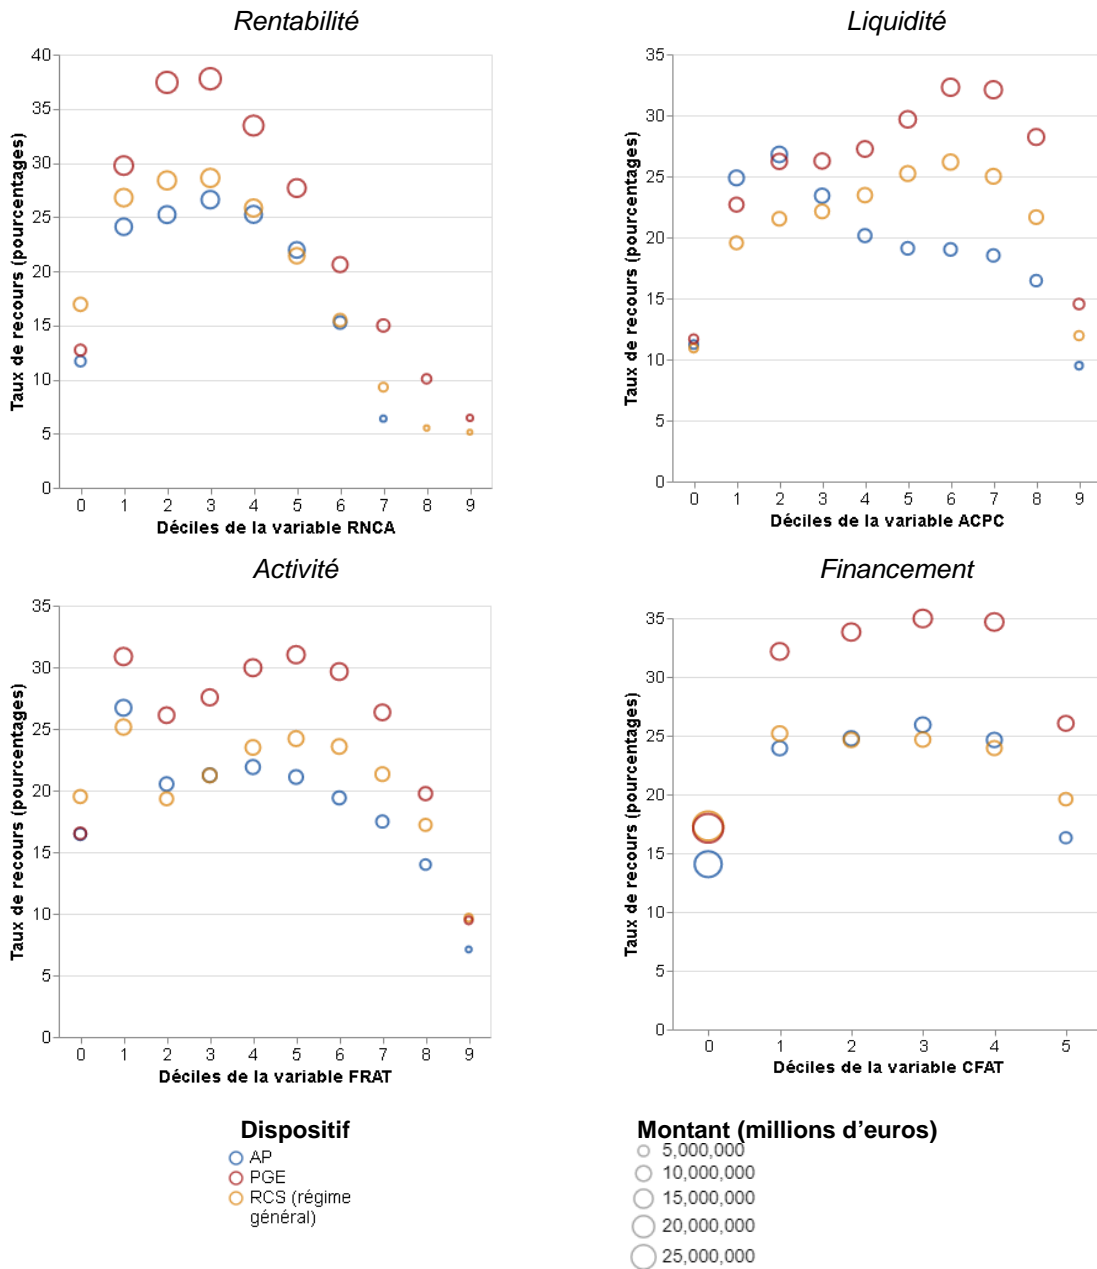 Rentabilité
Taux de recours (pourcentages)
40
35
30
25
20
15
10
5
0
0 1 2 3 4 5 6 7 8 9
Déciles de la variable RNCA
Liquidité
Taux de recours (pourcentages)
35
30
25
20
15
10
5
0
0 1 2 3 4 5 6 7 8 9
Déciles de la variable ACPC
Activité
Taux de recours (pourcentages)
35
30
25
20
15
10
5
0
0 1 2 3 4 5 6 7 8 9
Déciles de la variable FRAT
Financement
Taux de recours (pourcentages)
35
30
25
20
15
10
5
0
0 1 2 3 4 5
Déciles de la variable CFAT
Dispositif
AP
PGE
RCS (régime
général)
Montant (millions d'euros)
5,000,000
10,000,000
15,000,000
20,000,000
25,000,000